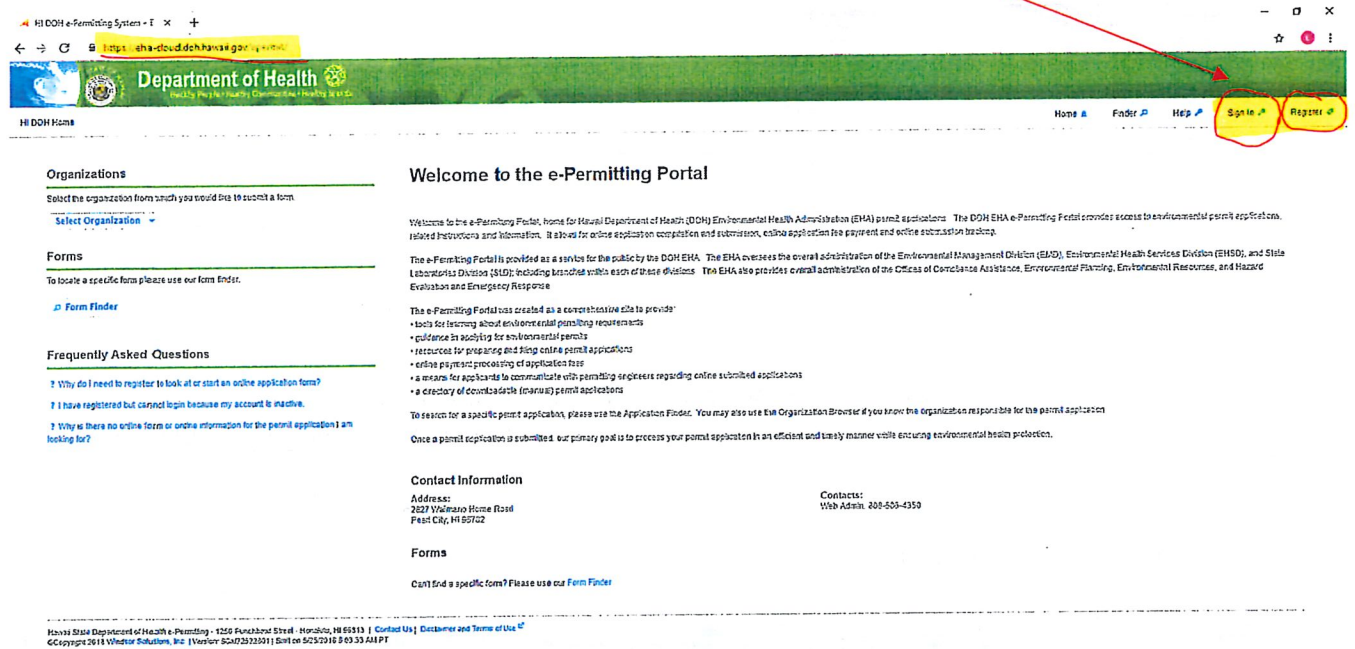 HI DOH e-Permitting System -
https://eha-cloud.doh.hawaii.gov/epermit/
Department of Health
HI DOH Home
Home
Finder
Help
Sign In
Register
Organizations
Select the organization from which you would like to submit a form.
Select Organization
Forms
To locate a specific form please use our form finder.
Form Finder
Frequently Asked Questions
? Why do I need to register to look at or start an online application form?
? I have registered but cannot login because my account is inactive.
? Why is there no online form or online information for the permit application I am
looking for?
Welcome to the e-Permitting Portal
Welcome to the e-Permitting Portal, home for Hawaii Department of Health (DOH) Environmental Health Administration (EHA) permit applications. The DOH EHA e-Permitting Portal provides access to environmental permit applications,
related instructions and information. It allows for online application completion and submission, online application fee payment and online submission tracking.
The e-Permitting Portal is provided as a service for the public by the DOH EHA. The EHA oversees the overall administration of the Environmental Management Division (EMD), Environmental Health Services Division (EHSD), and State
Laboratories Division (SLD); including branches within each of these divisions. The EHA also provides overall administration of the Offices of Compliance Assistance, Environmental Planning, Environmental Resources, and Hazard
Evaluation and Emergency Response
The e-Permitting Portal was created as a comprehensive site to provide:
• tools for learning about environmental permitting requirements
• guidance in applying for environmental permits
• resources for preparing and filing online permit applications
• online payment processing of application fees
• a means for applicants to communicate with permitting engineers regarding online submitted applications
• a directory of downloadable (manual) permit applications
To search for a specific permit application, please use the Application Finder. You may also use the Organization Browser if you know the organization responsible for the permit application
Once a permit application is submitted, our primary goal is to process your permit application in an efficient and timely manner while ensuring environmental health protection.
Contact Information
Address:
2827 Waimano Home Road
Pearl City, HI 96782
Contacts:
Web Admin,
Forms
Can't find a specific form? Please use our Form Finder
Hawaii State Department of Health e-Permitting - 1250 Punchbowl Street - Honolulu, HI 96813 | Contact Us | Disclaimer and Terms of Use
©Copyright 2018 Windsor Solutions, Inc. | Version: